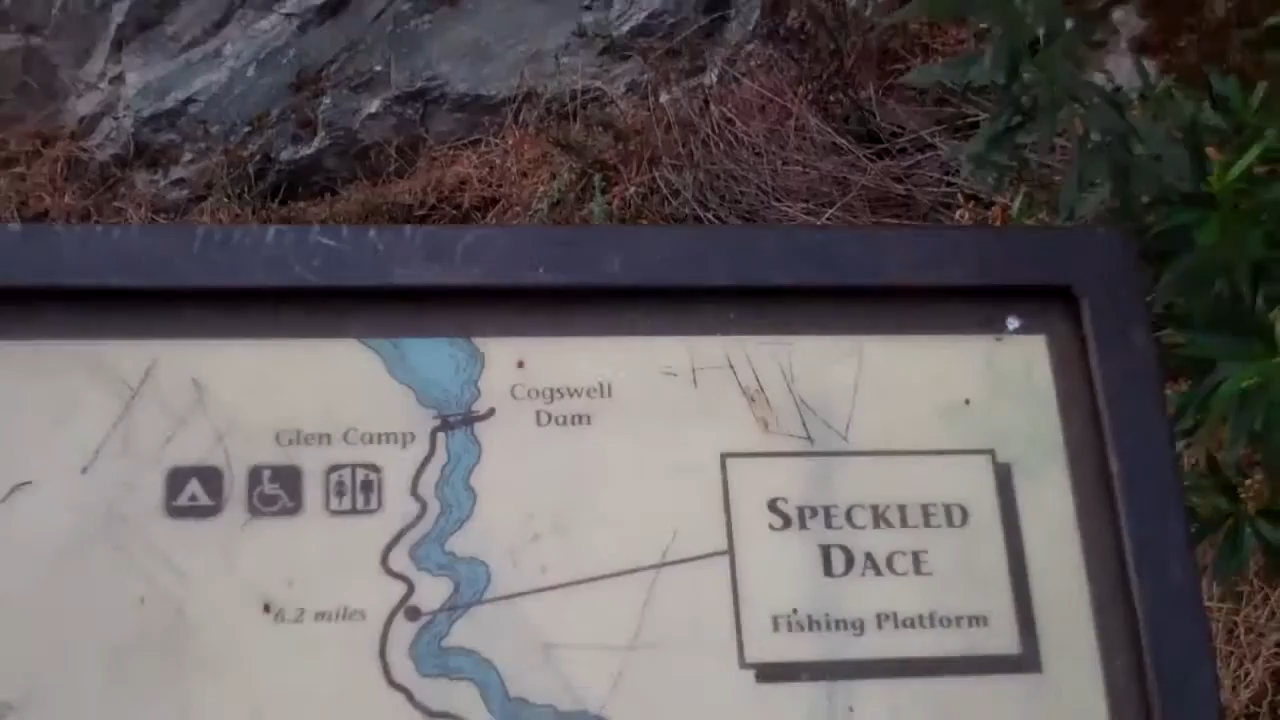 Cogswell
Dam
Glen Camp
SPECKLED
DACE
6.2 miles
Fishing Platform